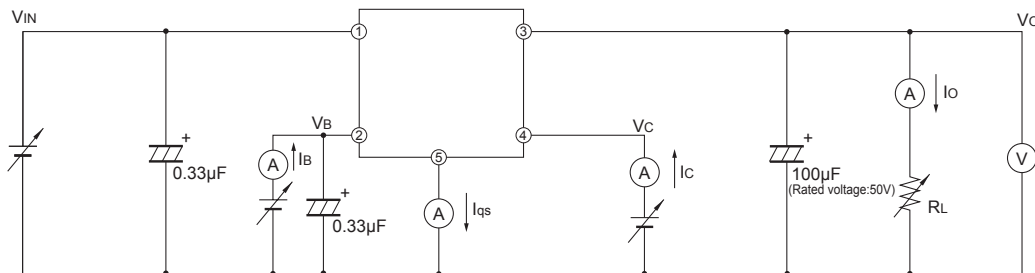 VIN
1
3
VO
A
IO
+
0.33µF
VB
2
4
VC
A
IB
+
0.33µF
5
A
Iqs
A
IC
+
100µF
(Rated voltage:50V)
RL
V